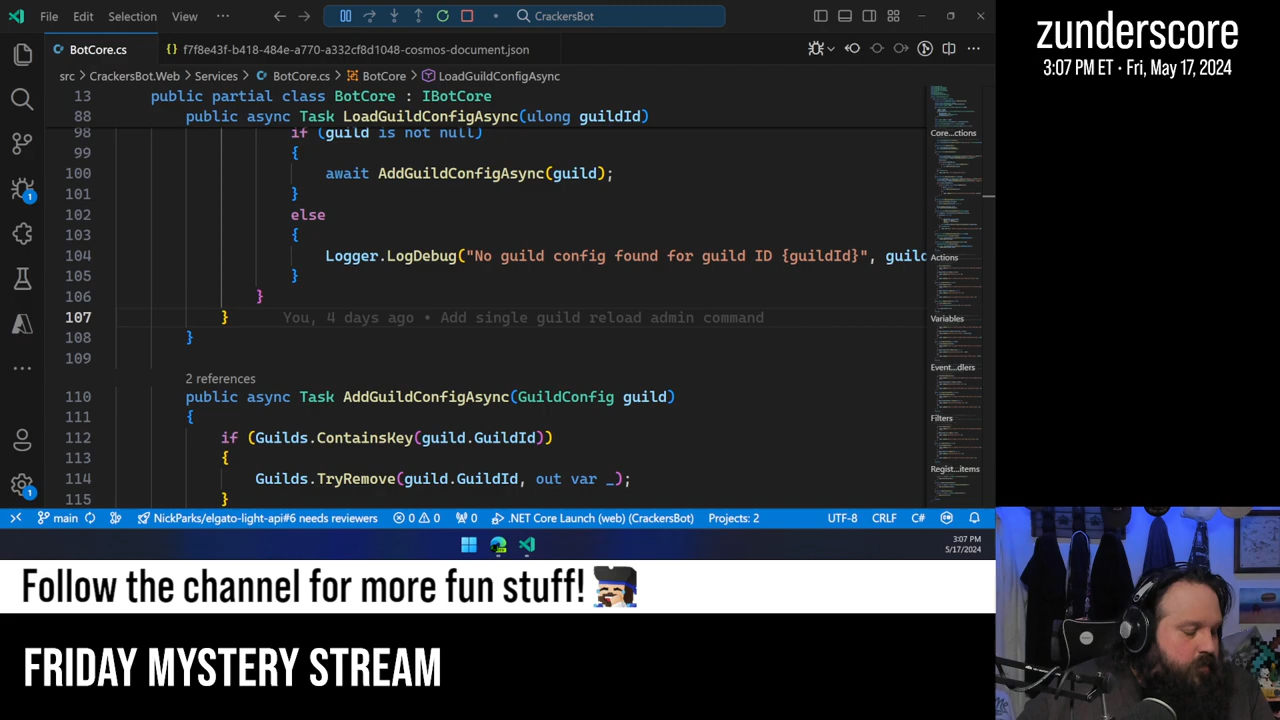 File Edit Selection View ··· CrackersBot
zunderscore
3:07 PM ET · Fri, May 17, 2024
BotCore.cs f7f8e43f-b418-484e-a770-a332cf8d1048-cosmos-document.json
src > CrackersBot.Web > Services > BotCore.cs > BotCore > LoadGuildConfigAsync
13 public partial class BotCore : IBotCore
88 public async Task LoadGuildConfigAsync(ulong guildId)
98 if (guild is not null)
99 {
100 await AddGuildConfigAsync(guild);
101 }
102 else
103 {
104 Logger.LogDebug("No guild config found for guild ID {guildId}", guild
105 }
106 }
107 } You, 4 days ago • Add single guild reload admin command
108 }
109
2 references
110 public async Task AddGuildConfigAsync(GuildConfig guild)
111 {
112 if (Guilds.ContainsKey(guild.GuildId))
113 {
114 Guilds.TryRemove(guild.GuildId, out var _);
115 }
Core...ctions
Actions
Variables
Event...dlers
Filters
Regist...items
1
1
main NickParks/elgato-light-api#6 needs reviewers 0 0 0 .NET Core Launch (web) (CrackersBot) Projects: 2 UTF-8 CRLF C#
3:07 PM
5/17/2024
Follow the channel for more fun stuff!
FRIDAY MYSTERY STREAM